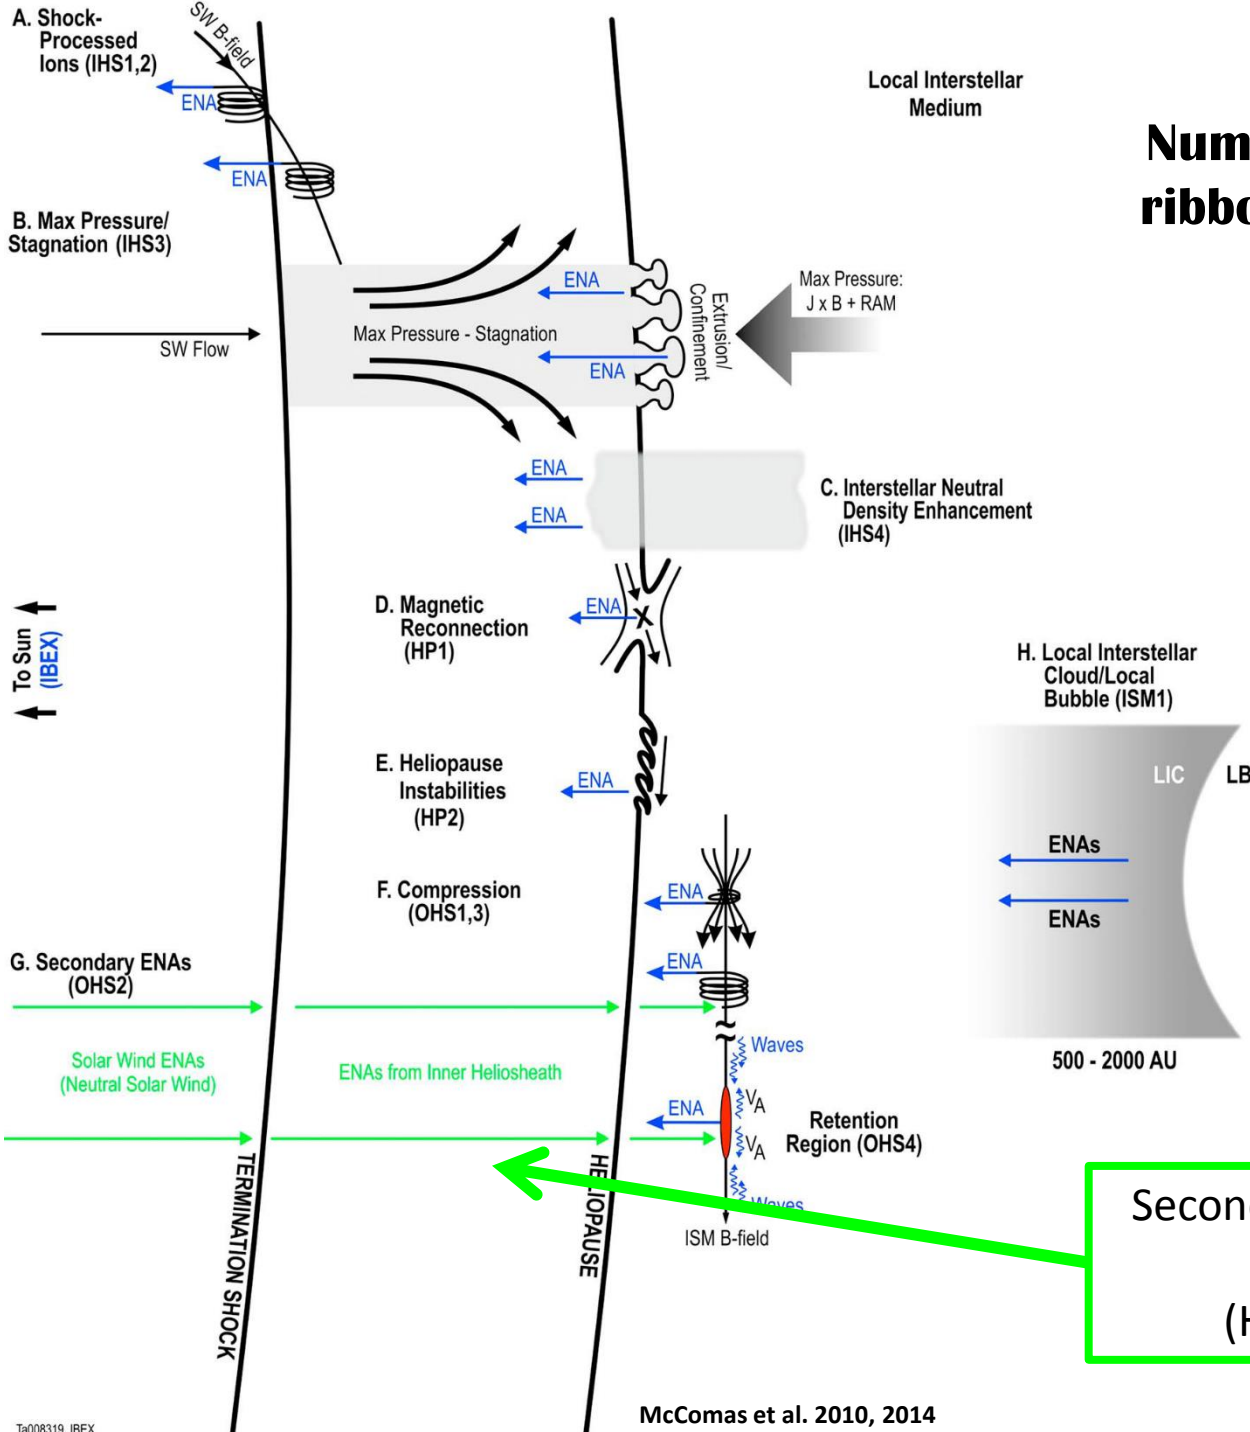 A. Shock-
Processed
Ions (IHS1,2)
SW B-field
ENA
ENA
Local Interstellar
Medium
Num
ribbo
B. Max Pressure/
Stagnation (IHS3)
SW Flow
Max Pressure - Stagnation
ENA
ENA
Extrusion/
Confinement
Max Pressure:
J x B + RAM
ENA
ENA
C. Interstellar Neutral
Density Enhancement
(IHS4)
To Sun
(IBEX)
D. Magnetic
Reconnection
(HP1)
ENA
X
E. Heliopause
Instabilities
(HP2)
ENA
H. Local Interstellar
Cloud/Local
Bubble (ISM1)
LIC
LB
ENAs
ENAs
500 - 2000 AU
F. Compression
(OHS1,3)
ENA
ENA
G. Secondary ENAs
(OHS2)
Solar Wind ENAs
(Neutral Solar Wind)
ENAs from Inner Heliosheath
Waves
VA
ENA
VA
Retention
Region (OHS4)
Waves
ISM B-field
TERMINATION SHOCK
HELIOPAUSE
Second
(H
McComas et al. 2010, 2014
Ta008319_IBEX